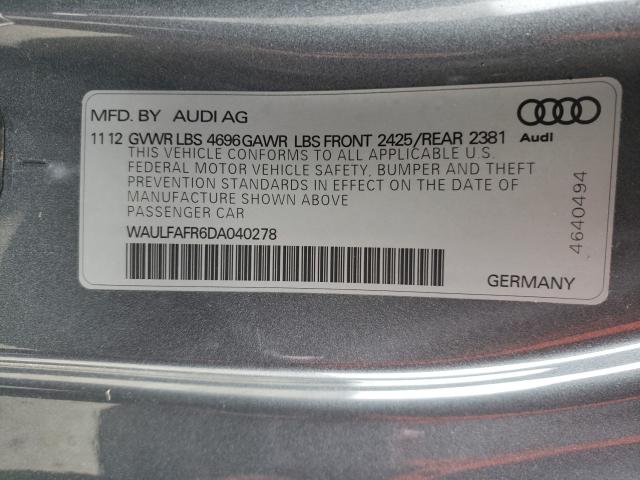 MFD. BY AUDI AG
Audi
11 12 GVWR LBS 4696 GAWR LBS FRONT 2425/REAR 2381
THIS VEHICLE CONFORMS TO ALL APPLICABLE U.S.
FEDERAL MOTOR VEHICLE SAFETY, BUMPER AND THEFT
PREVENTION STANDARDS IN EFFECT ON THE DATE OF
MANUFACTURE SHOWN ABOVE
PASSENGER CAR
WAULFAFR6DA040278
GERMANY
4640494